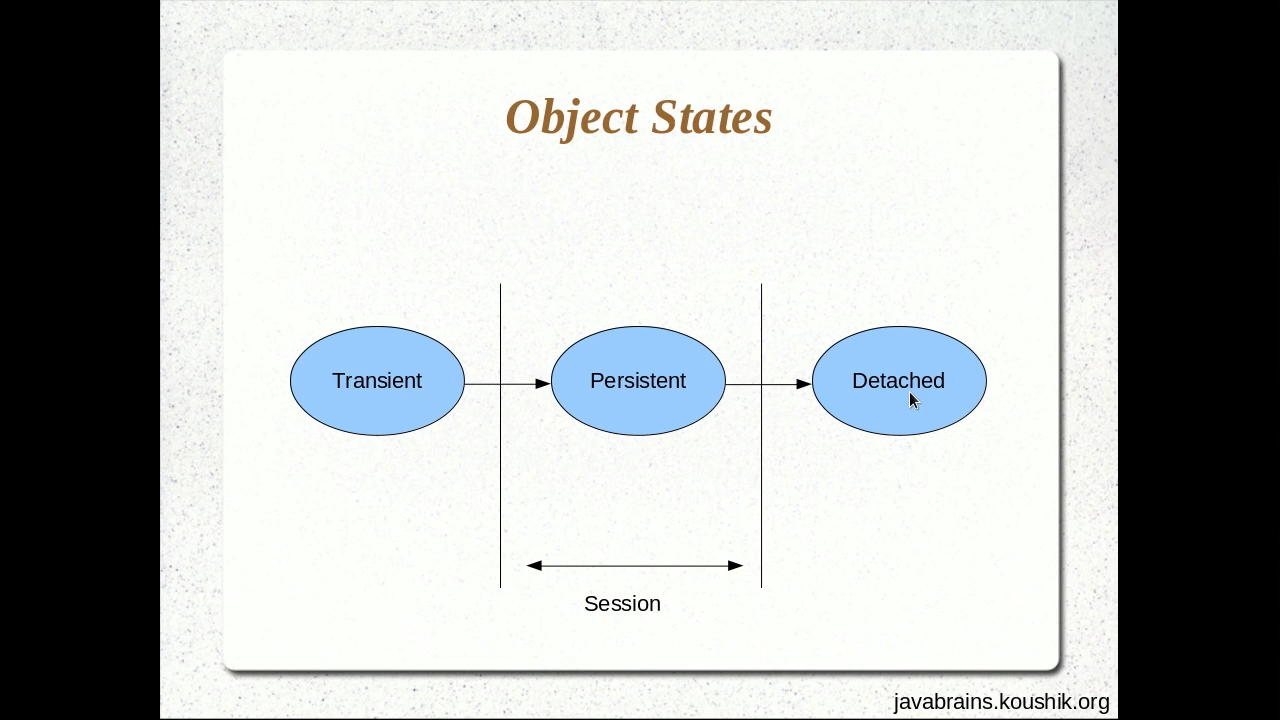 Object States
Transient
Persistent
Detached
Session
javabrains.koushik.org